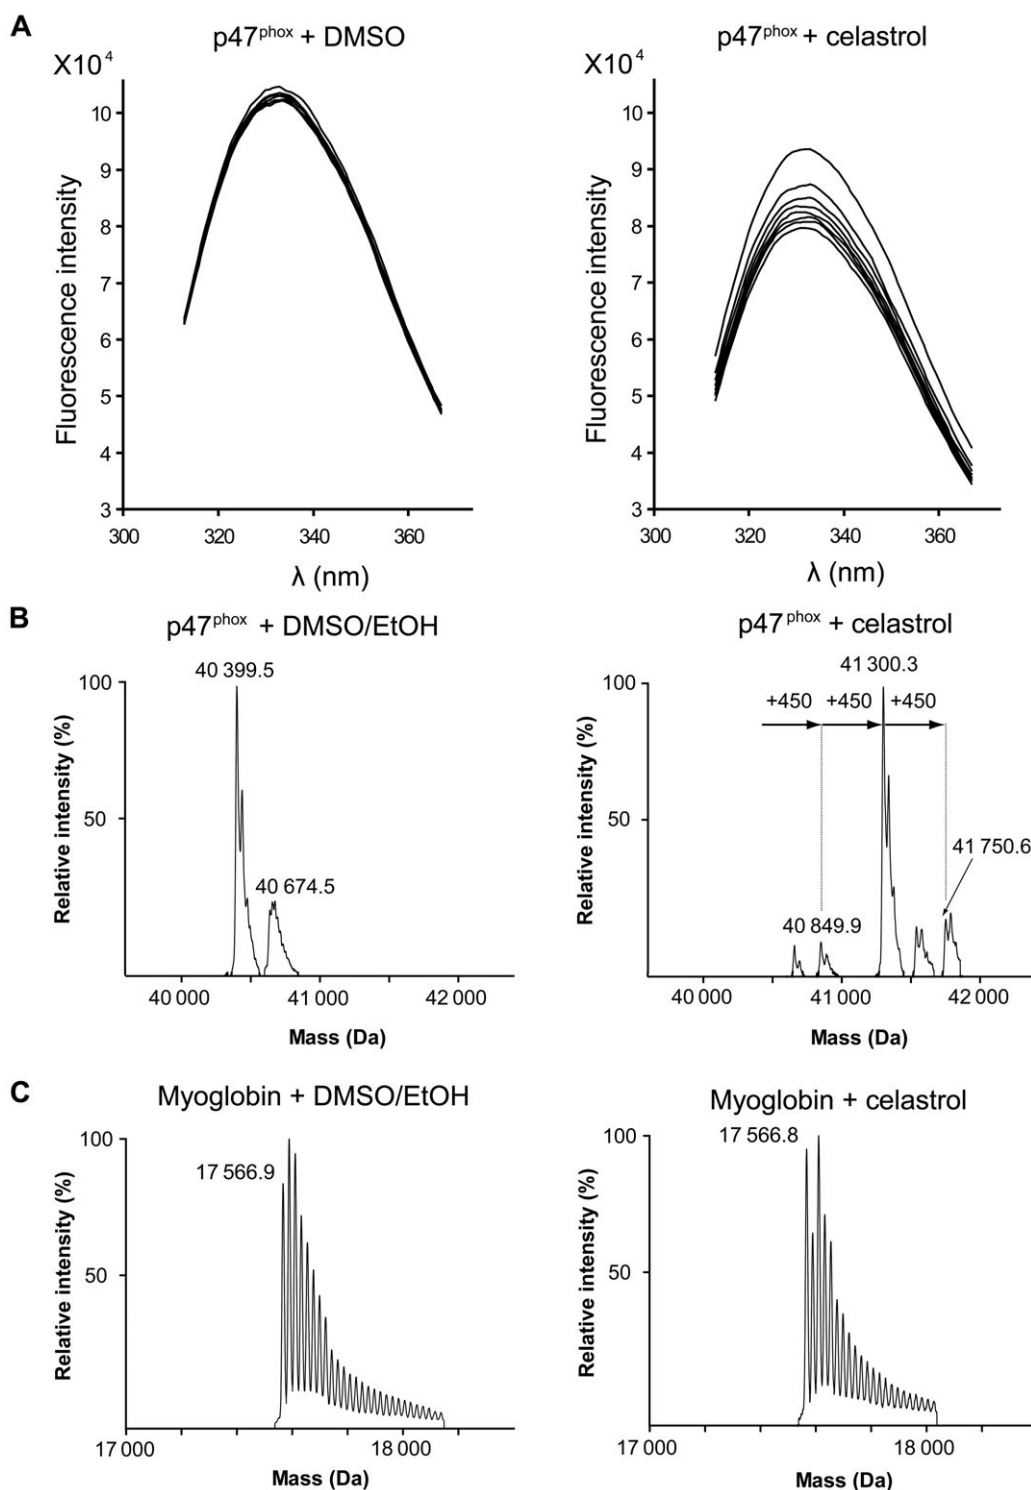 A
p47phox + DMSO
X10^4
10
9
8
7
6
5
4
3
Fluorescence intensity
300 320 340 360
λ (nm)
p47phox + celastrol
X10^4
10
9
8
7
6
5
4
3
Fluorescence intensity
300 320 340 360
λ (nm)
B
p47phox + DMSO/EtOH
40 399.5
100
50
40 674.5
Relative intensity (%)
40 000 41 000 42 000
Mass (Da)
p47phox + celastrol
41 300.3
100
+450 +450 +450
50
41 750.6
40 849.9
Relative intensity (%)
40 000 41 000 42 000
Mass (Da)
C
Myoglobin + DMSO/EtOH
100
17 566.9
50
Relative intensity (%)
17 000 18 000
Mass (Da)
Myoglobin + celastrol
17 566.8
100
50
Relative intensity (%)
17 000 18 000
Mass (Da)